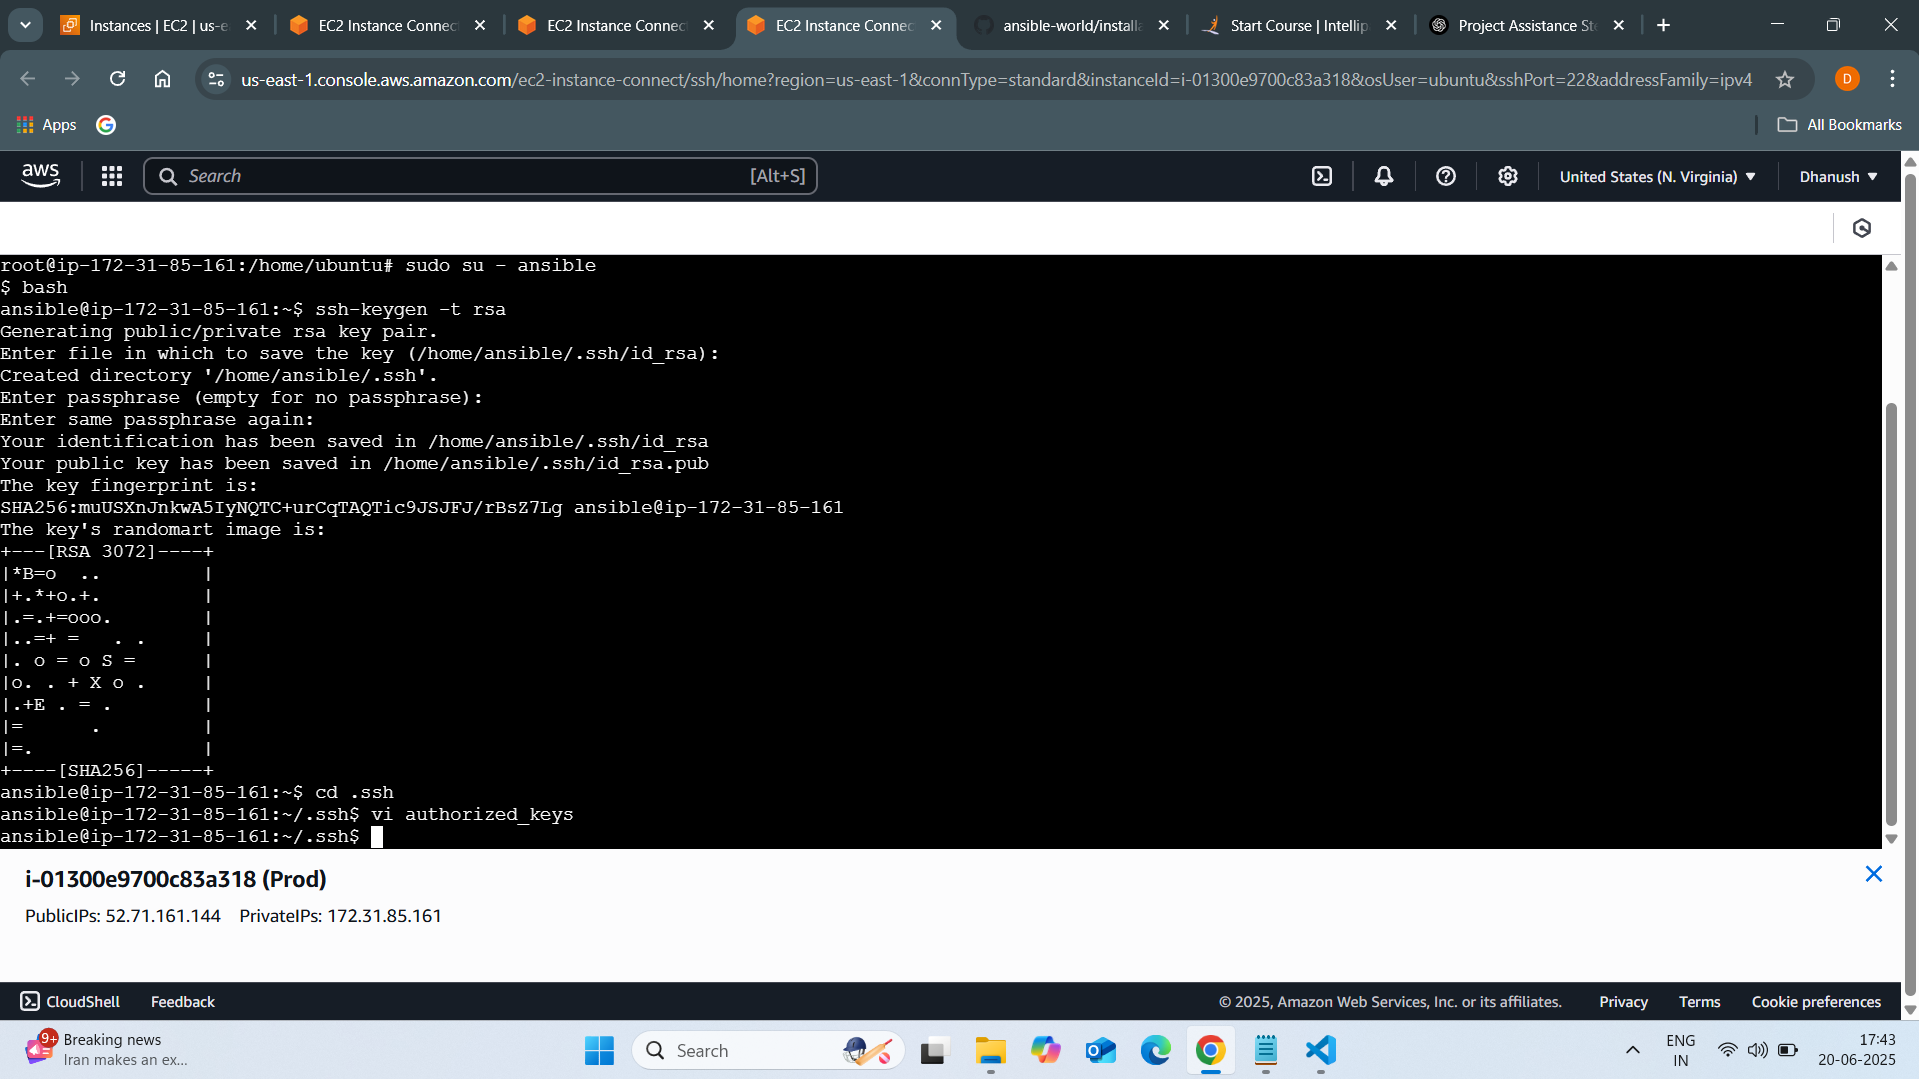 Instances | EC2 | us-e
EC2 Instance Connec
EC2 Instance Connec
EC2 Instance Connec
ansible-world/installa
Start Course | Intellip
Project Assistance Ste
us-east-1.console.aws.amazon.com/ec2-instance-connect/ssh/home?region=us-east-1&connType=standard&instanceId=i-01300e9700c83a318&osUser=ubuntu&sshPort=22&addressFamily=ipv4
D
Apps
All Bookmarks
aws
Search
[Alt+S]
United States (N. Virginia)
Dhanush
root@ip-172-31-85-161:/home/ubuntu# sudo su - ansible
$ bash
ansible@ip-172-31-85-161:~$ ssh-keygen -t rsa
Generating public/private rsa key pair.
Enter file in which to save the key (/home/ansible/.ssh/id_rsa):
Created directory '/home/ansible/.ssh'.
Enter passphrase (empty for no passphrase):
Enter same passphrase again:
Your identification has been saved in /home/ansible/.ssh/id_rsa
Your public key has been saved in /home/ansible/.ssh/id_rsa.pub
The key fingerprint is:
SHA256:muUSXnJnkwA5IyNQTC+urCqTAQTic9JSJFJ/rBsZ7Lg ansible@ip-172-31-85-161
The key's randomart image is:
+---[RSA 3072]----+
|*B=o  ..         |
|+.*+o.+.         |
|.=.+=ooo.        |
|..=+ =   . .     |
|. o = o S =      |
|o. . + X o .     |
|.+E . = .        |
|=      .         |
|=.               |
+----[SHA256]-----+
ansible@ip-172-31-85-161:~$ cd .ssh
ansible@ip-172-31-85-161:~/.ssh$ vi authorized_keys
ansible@ip-172-31-85-161:~/.ssh$
i-01300e9700c83a318 (Prod)
PublicIPs: 52.71.161.144 PrivateIPs: 172.31.85.161
CloudShell
Feedback
© 2025, Amazon Web Services, Inc. or its affiliates.
Privacy
Terms
Cookie preferences
9+
Breaking news
Iran makes an ex...
Search
ENG
IN
17:43
20-06-2025